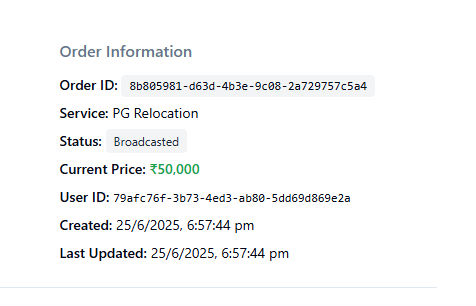 Order Information
Order ID: 8b805981-d63d-4b3e-9c08-2a729757c5a4
Service: PG Relocation
Status: Broadcasted
Current Price: ₹50,000
User ID: 79afc76f-3b73-4ed3-ab80-5dd69d869e2a
Created: 25/6/2025, 6:57:44 pm
Last Updated: 25/6/2025, 6:57:44 pm